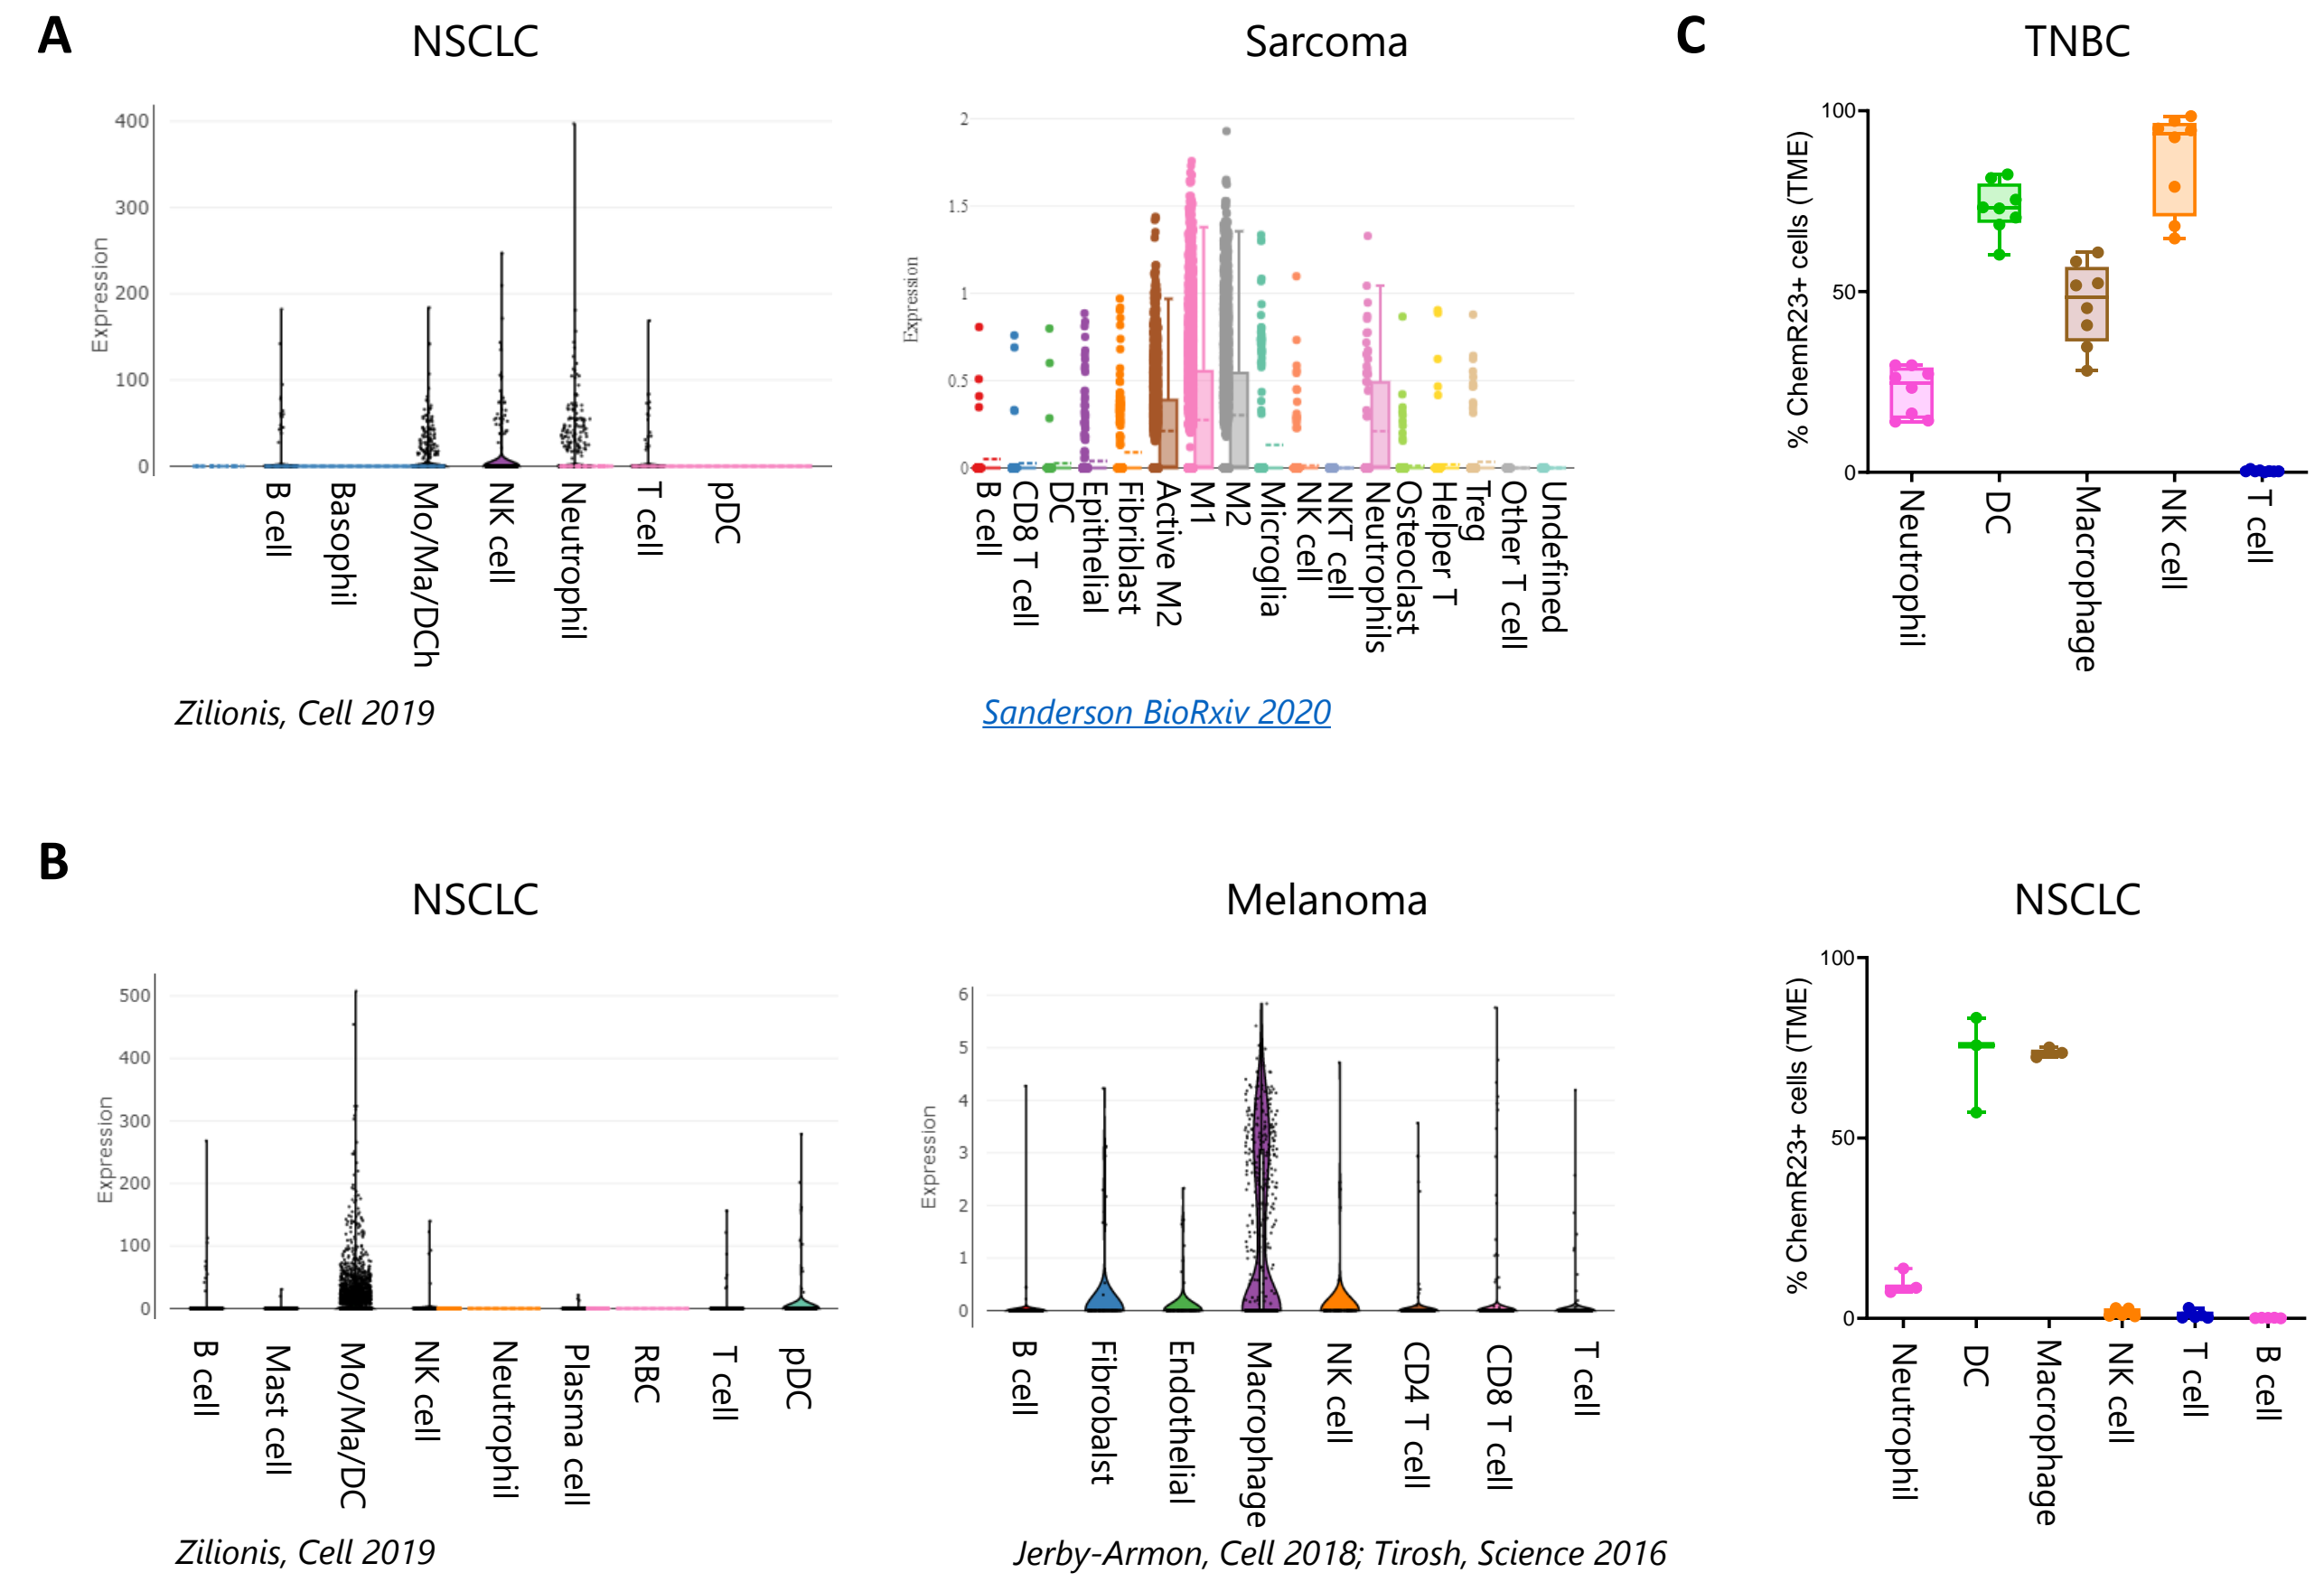 A
NSCLC
Expression
400
300
200
100
0
B cell
Basophil
Mo/Ma/DCh
NK cell
Neutrophil
T cell
pDC
Zilionis, Cell 2019
Sarcoma
Expression
2
1.5
1
0.5
0
B cell
CD8 T cell
DC
Epithelial
Fibriblast
Active M2
M1
M2
Microglia
NK cell
NKT cell
Neutrophils
Osteoclast
Helper T
Treg
Other T cell
Undefined
Sanderson BioRxiv 2020
C
TNBC
% ChemR23+ cells (TME)
100
50
0
Neutrophil
DC
Macrophage
NK cell
T cell
B
NSCLC
Expression
500
400
300
200
100
0
B cell
Mast cell
Mo/Ma/DC
NK cell
Neutrophil
Plasma cell
RBC
T cell
pDC
Zilionis, Cell 2019
Melanoma
Expression
6
5
4
3
2
1
0
B cell
Fibrobalst
Endothelial
Macrophage
NK cell
CD4 T cell
CD8 T cell
T cell
Jerby-Armon, Cell 2018; Tirosh, Science 2016
NSCLC
% ChemR23+ cells (TME)
100
50
0
Neutrophil
DC
Macrophage
NK cell
T cell
B cell